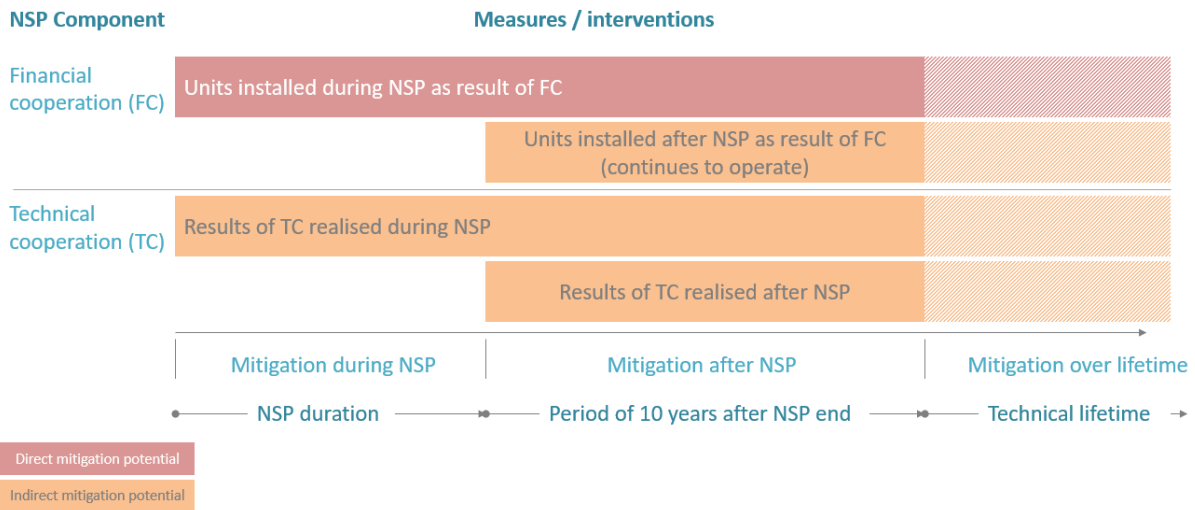 NSP Component
Measures / interventions
Financial
cooperation (FC)
Units installed during NSP as result of FC
Units installed after NSP as result of FC
(continues to operate)
Technical
cooperation (TC)
Results of TC realised during NSP
Results of TC realised after NSP
Mitigation during NSP
Mitigation after NSP
Mitigation over lifetime
NSP duration
Period of 10 years after NSP end
Technical lifetime
Direct mitigation potential
Indirect mitigation potential